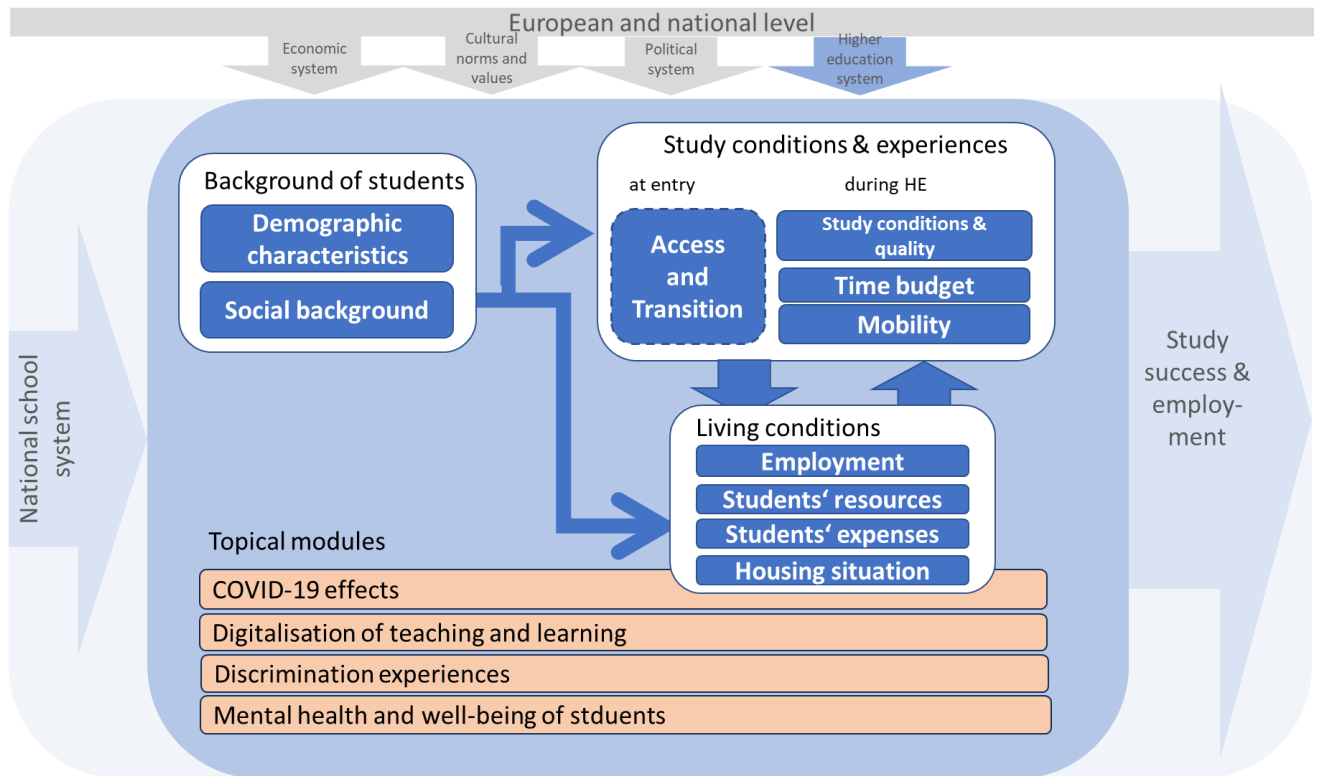 European and national level
Economic
system
Cultural
norms and
values
Political
system
Higher
education
system
National school
system
Background of students
Demographic
characteristics
Social background
Study conditions & experiences
at entry
during HE
Access
and
Transition
Study conditions &
quality
Time budget
Mobility
Living conditions
Employment
Students‘ resources
Students‘ expenses
Housing situation
Study
success &
employ-
ment
Topical modules
COVID-19 effects
Digitalisation of teaching and learning
Discrimination experiences
Mental health and well-being of stduents